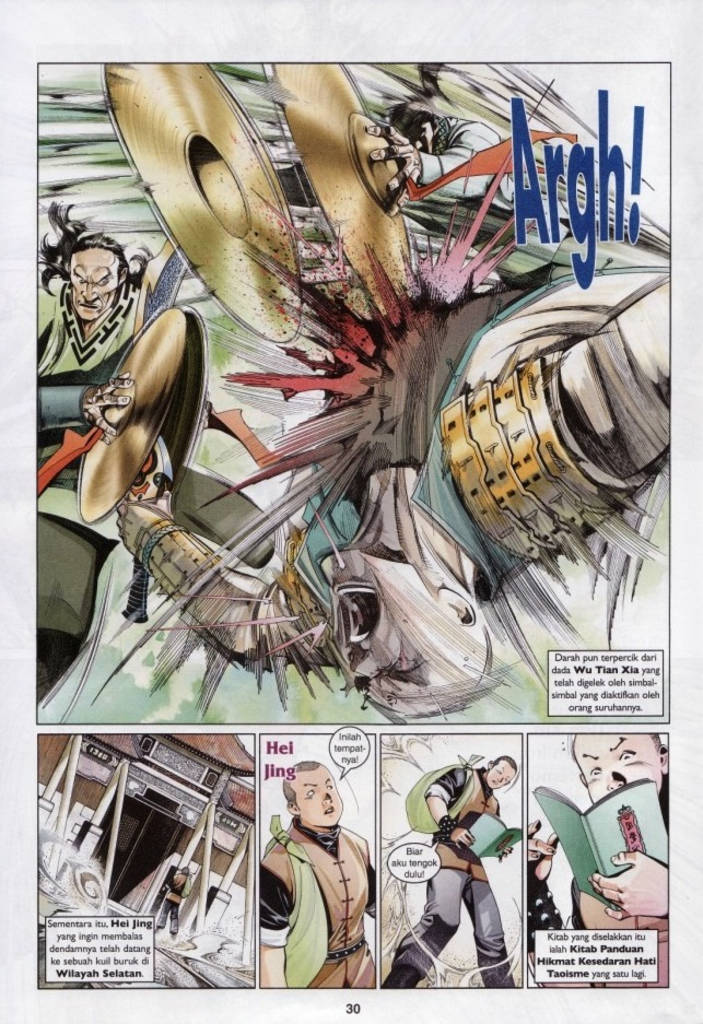 Argh!
Darah pun terpercik dari
dada Wu Tian Xia yang
telah digelek oleh simbal-
simbal yang diaktifkan oleh
orang suruhannya.
Sementara itu, Hei Jing
yang ingin membalas
dendamnya telah datang
ke sebuah kuil buruk di
Wilayah Selatan.
Hei
Jing
Inilah
tempat-
nya!
Biar
aku tengok
dulu!
Kitab yang diselakkan itu
ialah Kitab Panduan
Hikmat Kesedaran Hati
Taoisme yang satu lagi.
30